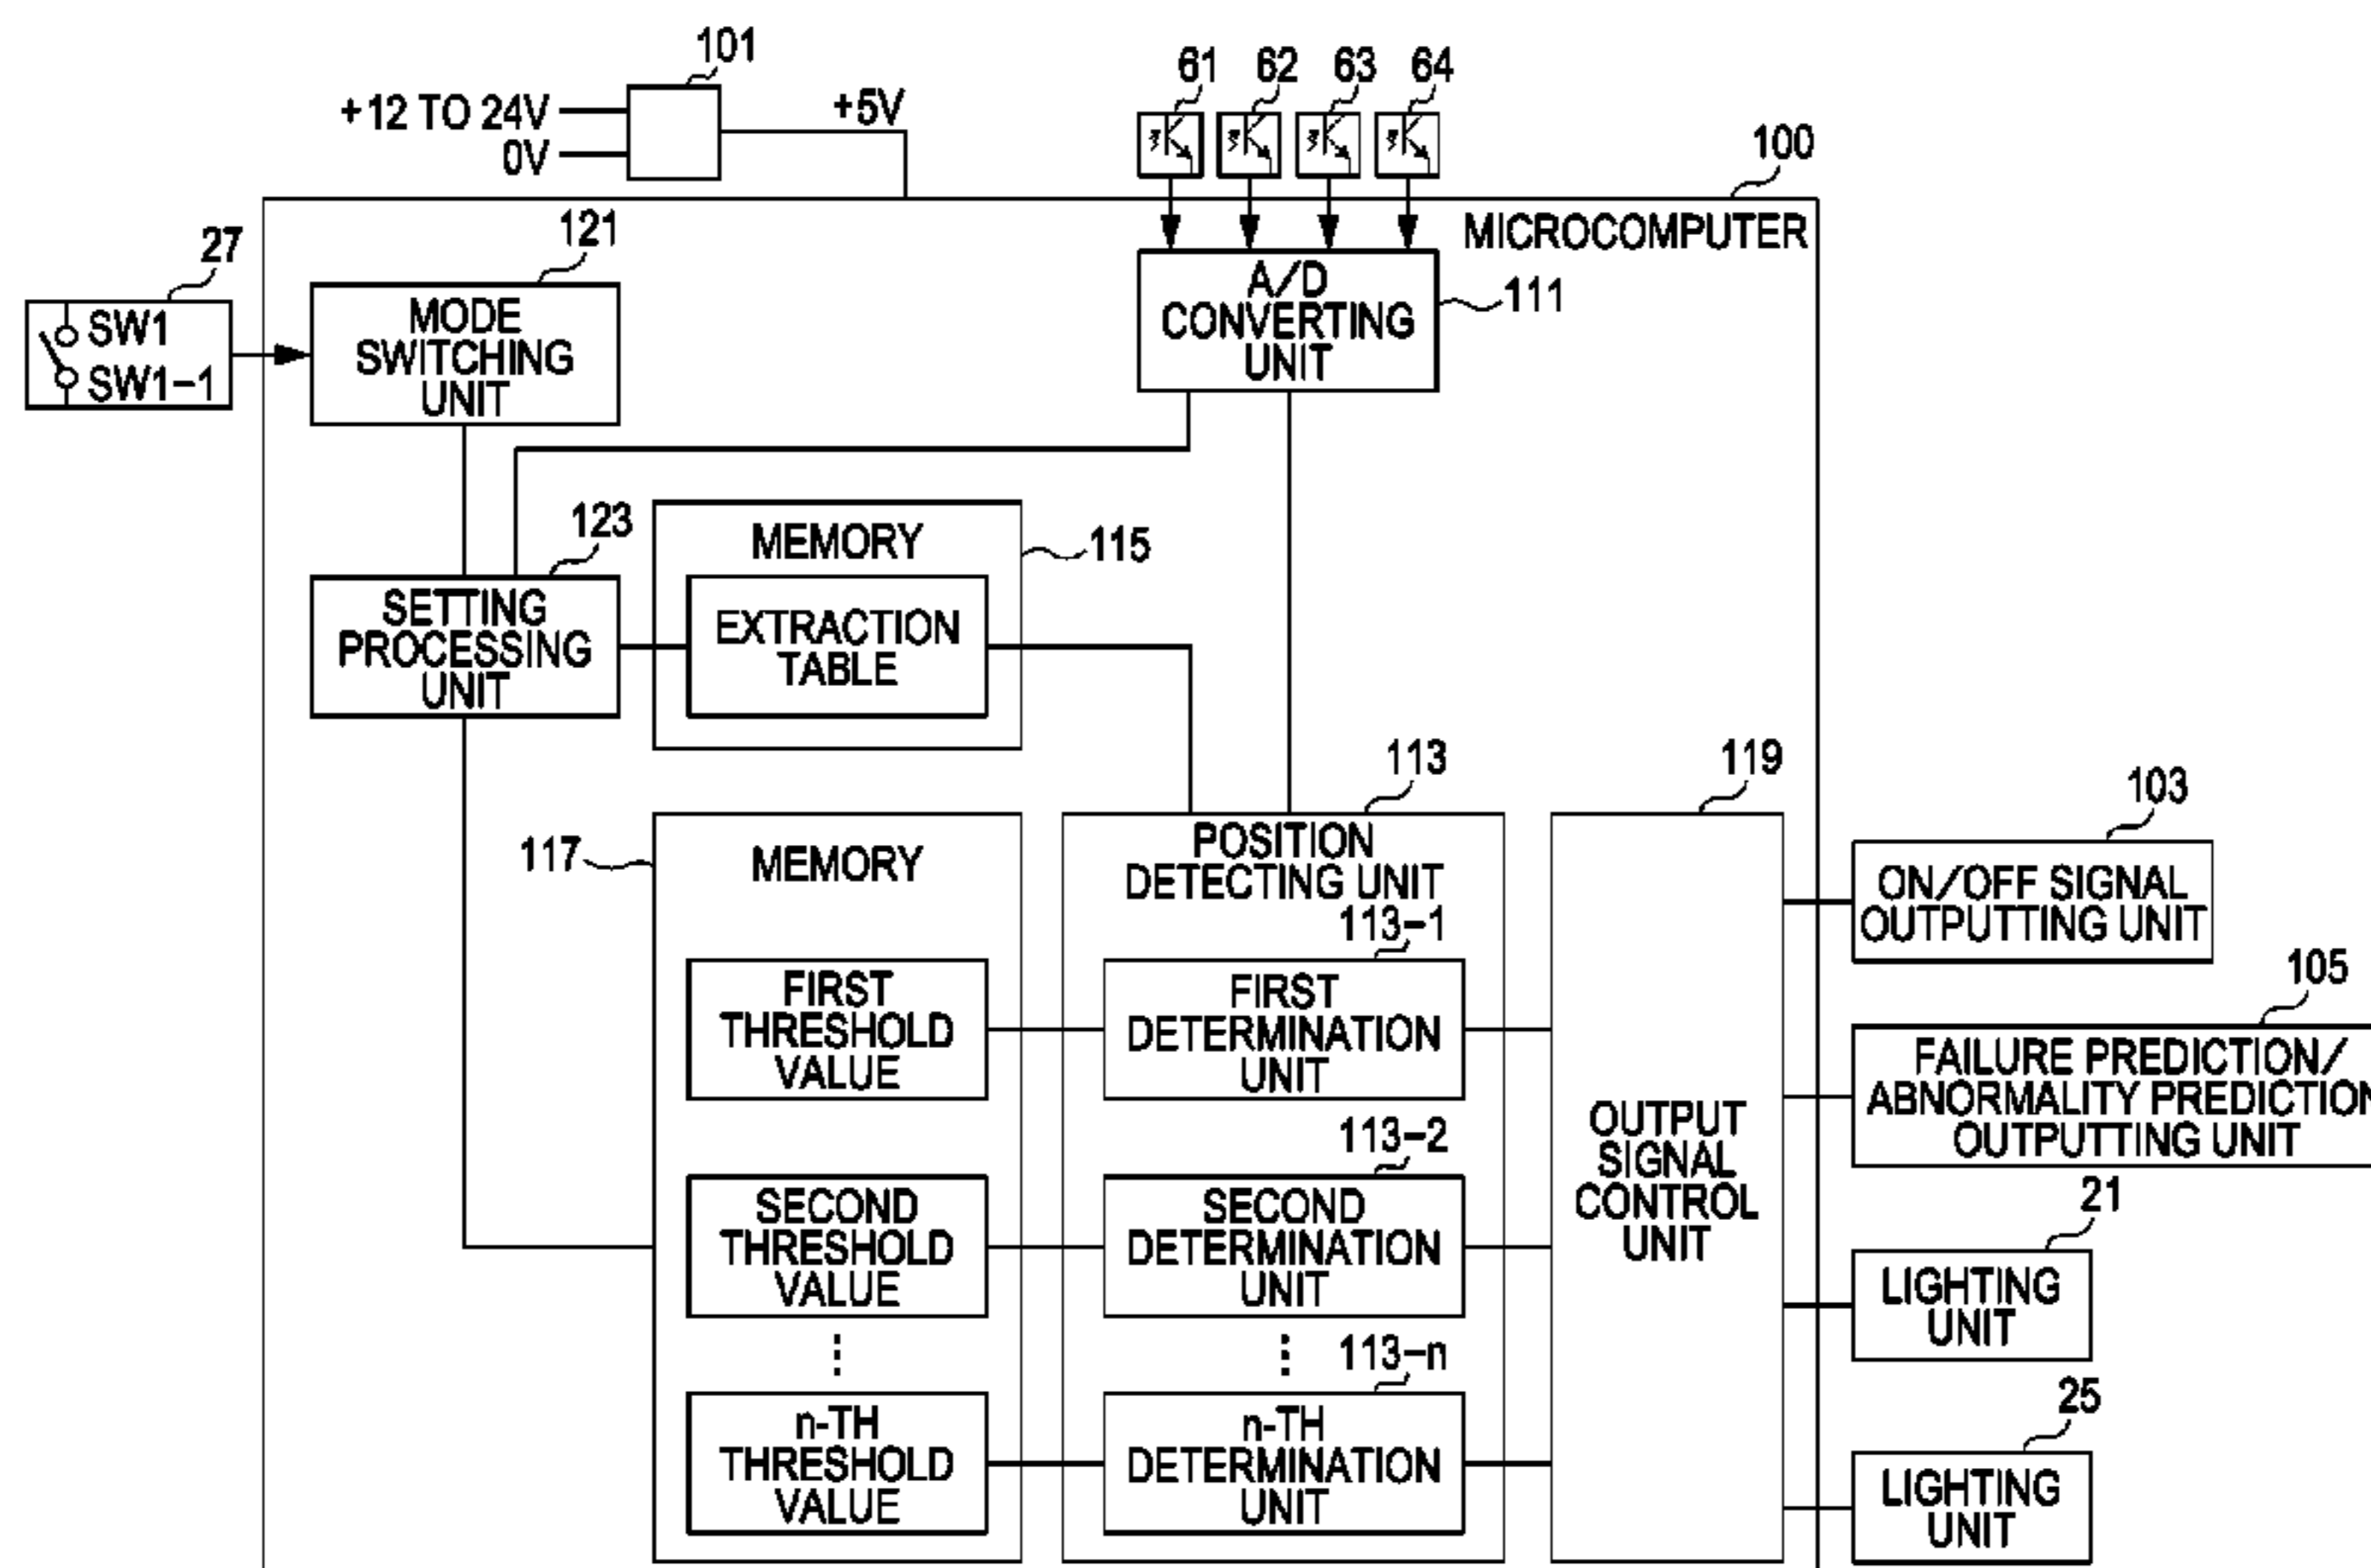 101
+12 TO 24V
0V
+5V
61 62 63 64
100
MICROCOMPUTER
27
SW1
SW1-1
121
MODE
SWITCHING
UNIT
A/D
CONVERTING
UNIT
111
123
SETTING
PROCESSING
UNIT
MEMORY
115
EXTRACTION
TABLE
117
MEMORY
FIRST
THRESHOLD
VALUE
SECOND
THRESHOLD
VALUE
n-TH
THRESHOLD
VALUE
113
POSITION
DETECTING UNIT
113-1
FIRST
DETERMINATION
UNIT
113-2
SECOND
DETERMINATION
UNIT
113-n
n-TH
DETERMINATION
UNIT
119
OUTPUT
SIGNAL
CONTROL
UNIT
103
ON/OFF SIGNAL
OUTPUTTING UNIT
105
FAILURE PREDICTION/
ABNORMALITY PREDICTION
OUTPUTTING UNIT
21
LIGHTING
UNIT
25
LIGHTING
UNIT